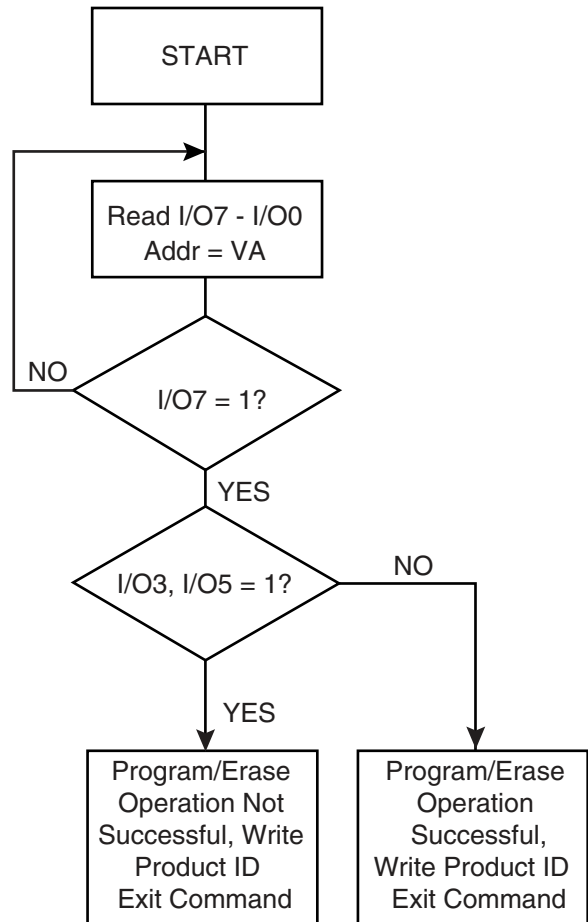 START
Read I/O7 - I/O0
Addr = VA
NO
I/O7 = 1?
YES
I/O3, I/O5 = 1?
NO
YES
Program/Erase
Operation Not
Successful, Write
Product ID
Exit Command
Program/Erase
Operation
Successful,
Write Product ID
Exit Command